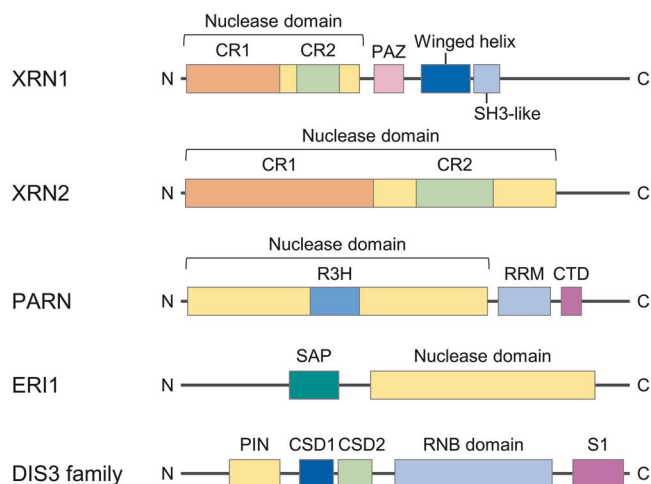 Nuclease domain
CR1 CR2 PAZ Winged helix
XRN1 N C
SH3-like
Nuclease domain
CR1 CR2
XRN2 N C
Nuclease domain
R3H RRM CTD
PARN N C
SAP Nuclease domain
ERI1 N C
PIN CSD1 CSD2 RNB domain S1
DIS3 family N C